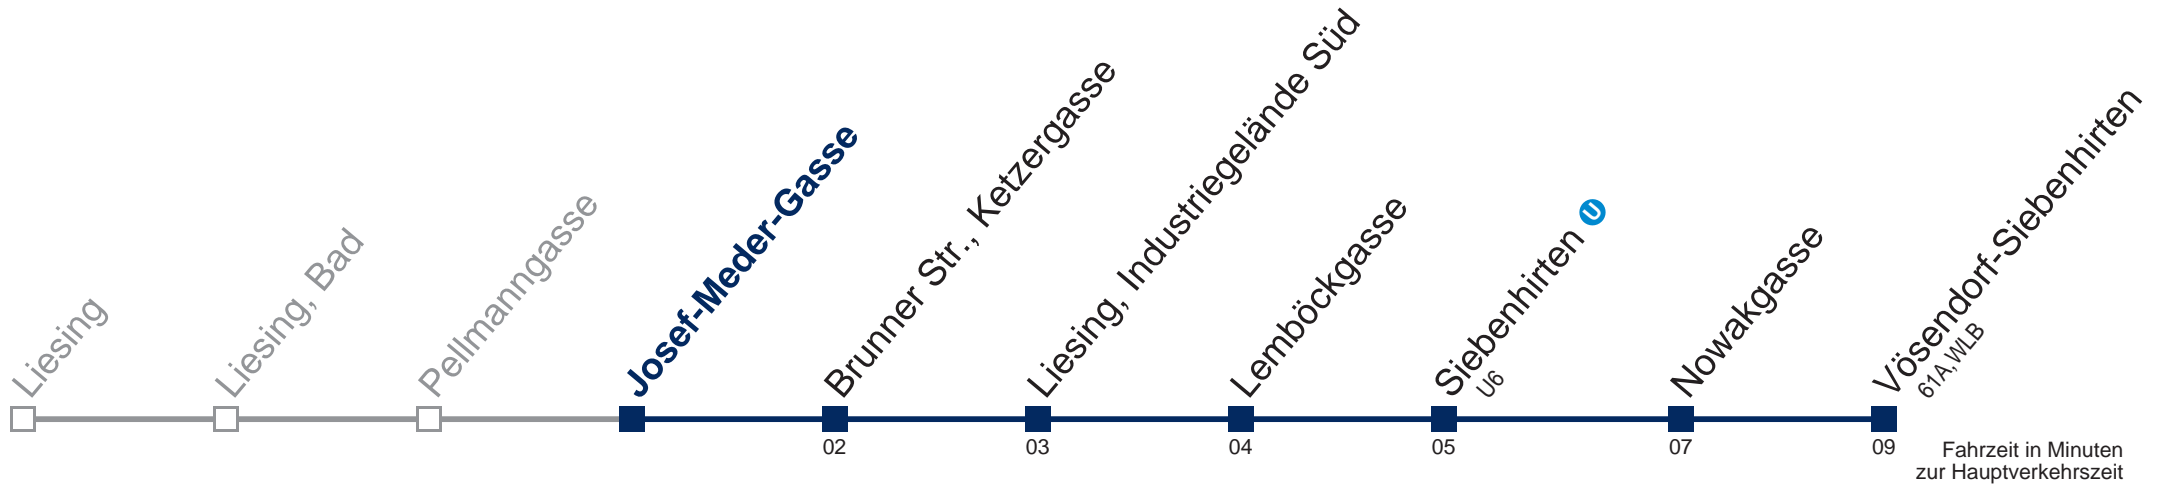 Liesing
Liesing, Bad
Pellmanngasse
Josef-Meder-Gasse
Brunner Str., Ketzergasse
Liesing, Industriegelände Süd
Lemböckgasse
Siebenhirten U
U6
Nowakgasse
Vösendorf-Siebenhirten
61A, WLB
02
03
04
05
07
09
Fahrzeit in Minuten
zur Hauptverkehrszeit